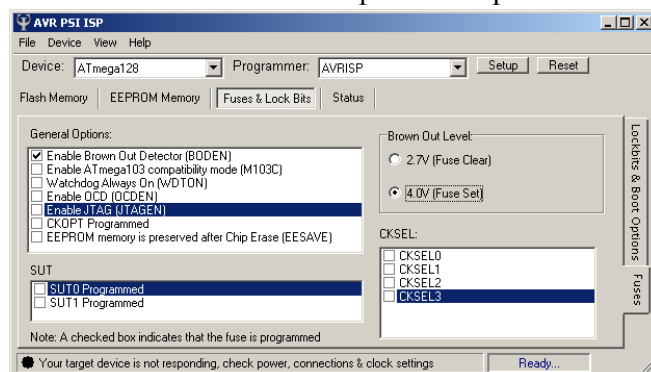 AVR PSI ISP
File Device View Help
Device: ATmega128 Programmer: AVRISP Setup Reset
Flash Memory EEPROM Memory Fuses & Lock Bits Status
General Options:
Enable Brown Out Detector (BODEN)
Enable ATmega103 compatibility mode (M103C)
Watchdog Always On (WDTON)
Enable OCD (OCDEN)
Enable JTAG (JTAGEN)
CKOPT Programmed
EEPROM memory is preserved after Chip Erase (EESAVE)
Brown Out Level:
2.7V (Fuse Clear)
4.0V (Fuse Set)
SUT
SUT0 Programmed
SUT1 Programmed
CKSEL:
CKSEL0
CKSEL1
CKSEL2
CKSEL3
Note: A checked box indicates that the fuse is programmed
Lockbits & Boot Options
Fuses
Your target device is not responding, check power, connections & clock settings
Ready...